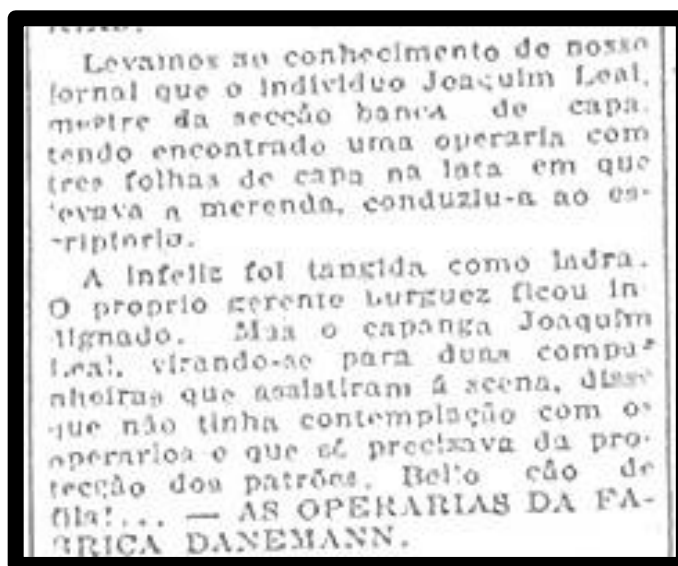 Levamos ao conhecimento de nosso
jornal que o individuo Joaquim Leal,
mestre da secção banca de capa,
tendo encontrado uma operaria com
tres folhas de capa na lata em que
levava a merenda, conduziu-a ao es-
criptorio.
A infeliz foi tangida como ladra.
O proprio gerente burguez ficou in
dignado. Mas o capanga Joaquim
Leal, virando-se para duas compa-
nheiras que assistiram á scena, disse
que não tinha contemplação com os
operarios e que só precisava da pro-
tecção dos patrões. Bello cão de
fila!... — AS OPERARIAS DA FA-
BRICA DANEMANN.